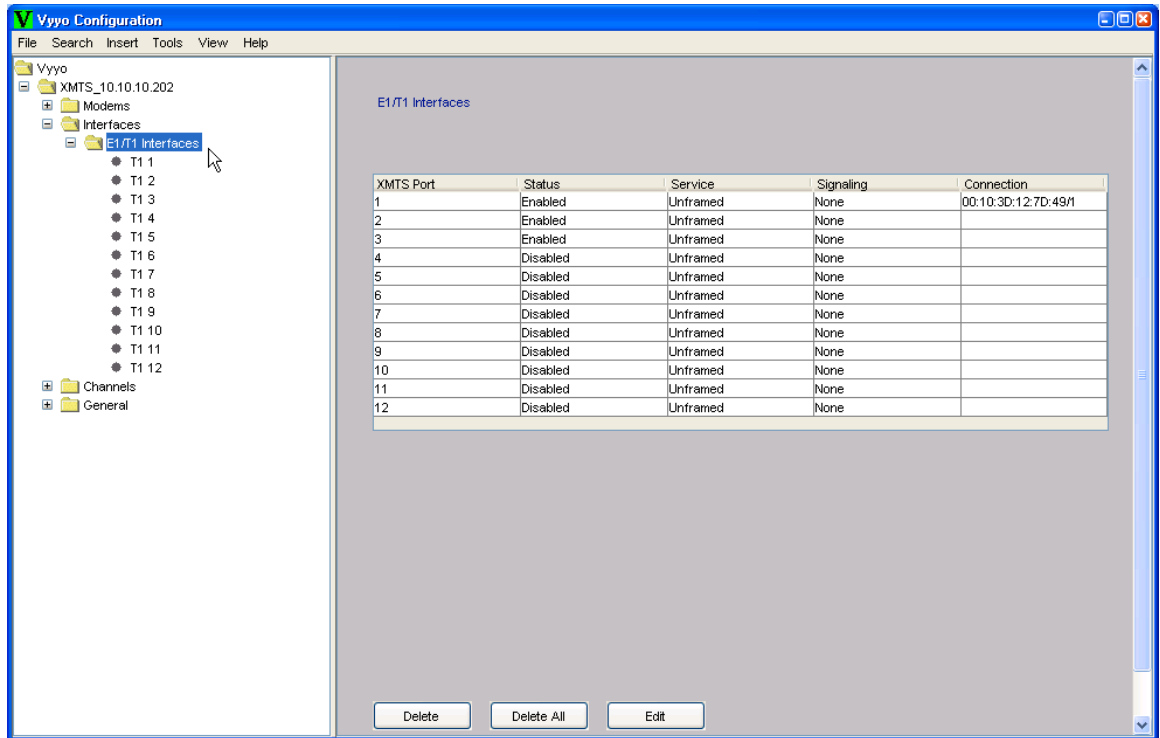 V Vyyo Configuration
File Search Insert Tools View Help
Vyyo
XMTS_10.10.10.202
Modems
Interfaces
E1/T1 Interfaces
T1 1
T1 2
T1 3
T1 4
T1 5
T1 6
T1 7
T1 8
T1 9
T1 10
T1 11
T1 12
Channels
General
E1/T1 Interfaces
XMTS Port Status Service Signaling Connection
1 Enabled Unframed None 00:10:3D:12:7D:49/1
2 Enabled Unframed None
3 Enabled Unframed None
4 Disabled Unframed None
5 Disabled Unframed None
6 Disabled Unframed None
7 Disabled Unframed None
8 Disabled Unframed None
9 Disabled Unframed None
10 Disabled Unframed None
11 Disabled Unframed None
12 Disabled Unframed None
Delete Delete All Edit